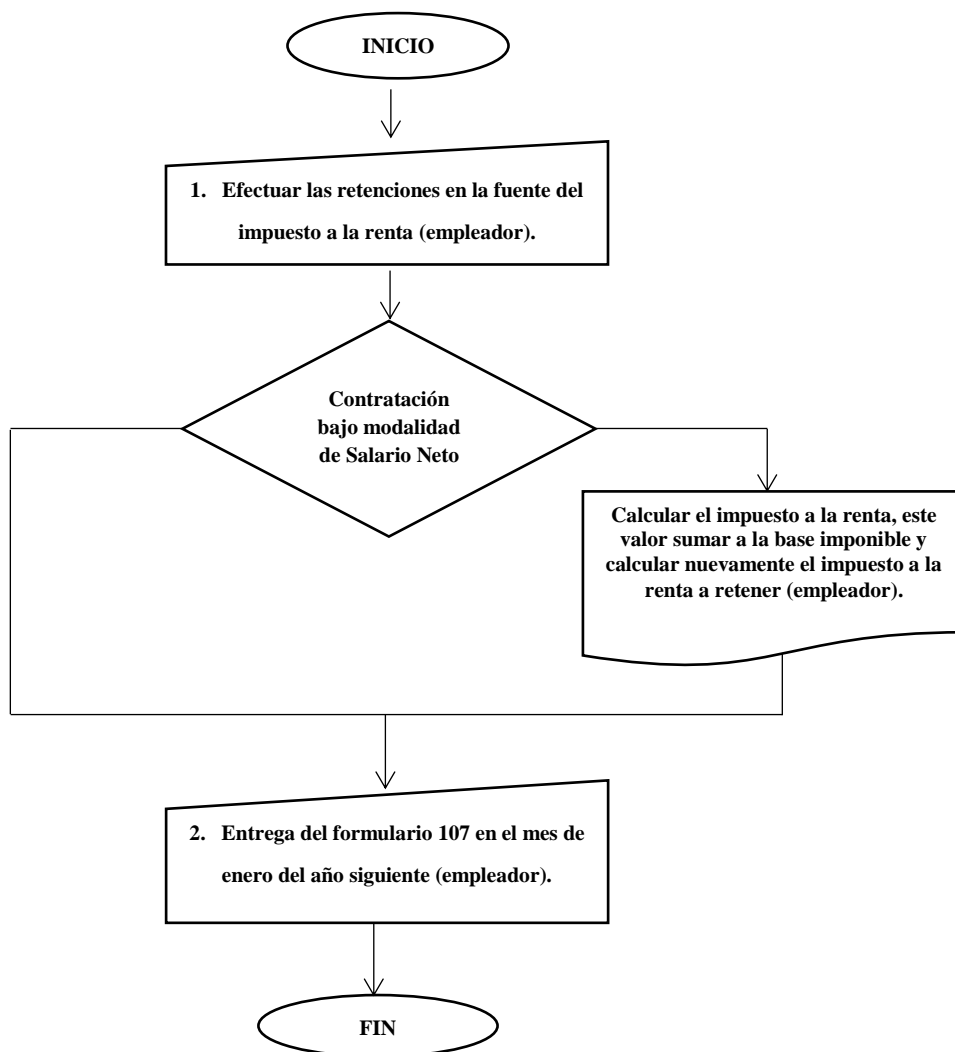 INICIO
1. Efectuar las retenciones en la fuente del
impuesto a la renta (empleador).
Contratación
bajo modalidad
de Salario Neto
Calcular el impuesto a la renta, este
valor sumar a la base imponible y
calcular nuevamente el impuesto a la
renta a retener (empleador).
2. Entrega del formulario 107 en el mes de
enero del año siguiente (empleador).
FIN